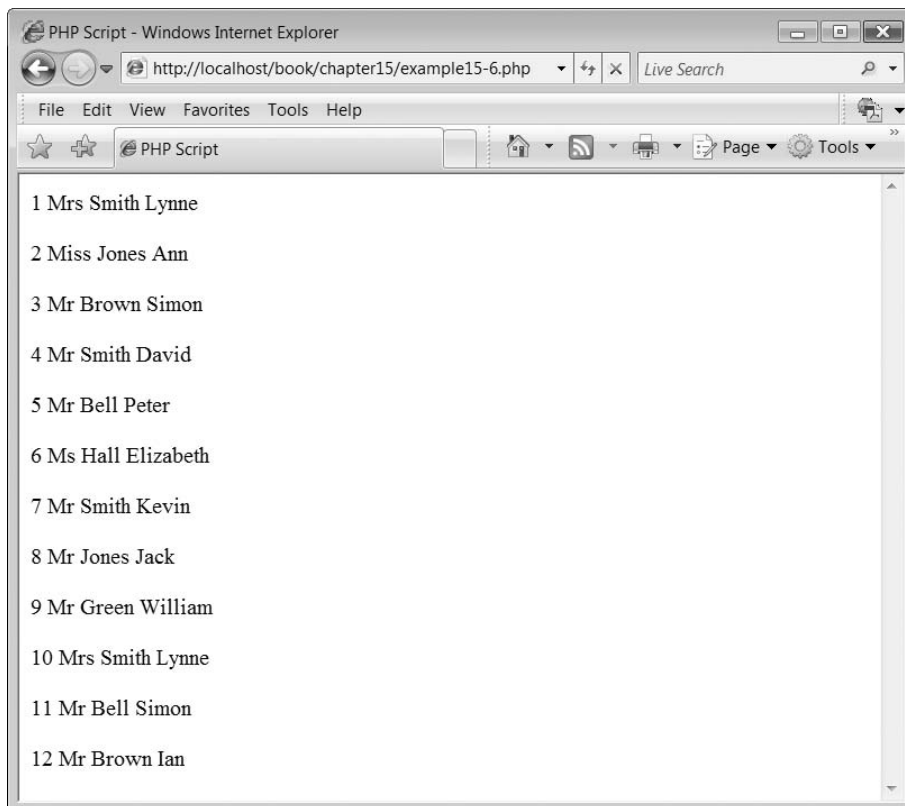 PHP Script - Windows Internet Explorer
http://localhost/book/chapter15/example15-6.php Live Search
File Edit View Favorites Tools Help
PHP Script Page Tools
1 Mrs Smith Lynne
2 Miss Jones Ann
3 Mr Brown Simon
4 Mr Smith David
5 Mr Bell Peter
6 Ms Hall Elizabeth
7 Mr Smith Kevin
8 Mr Jones Jack
9 Mr Green William
10 Mrs Smith Lynne
11 Mr Bell Simon
12 Mr Brown Ian